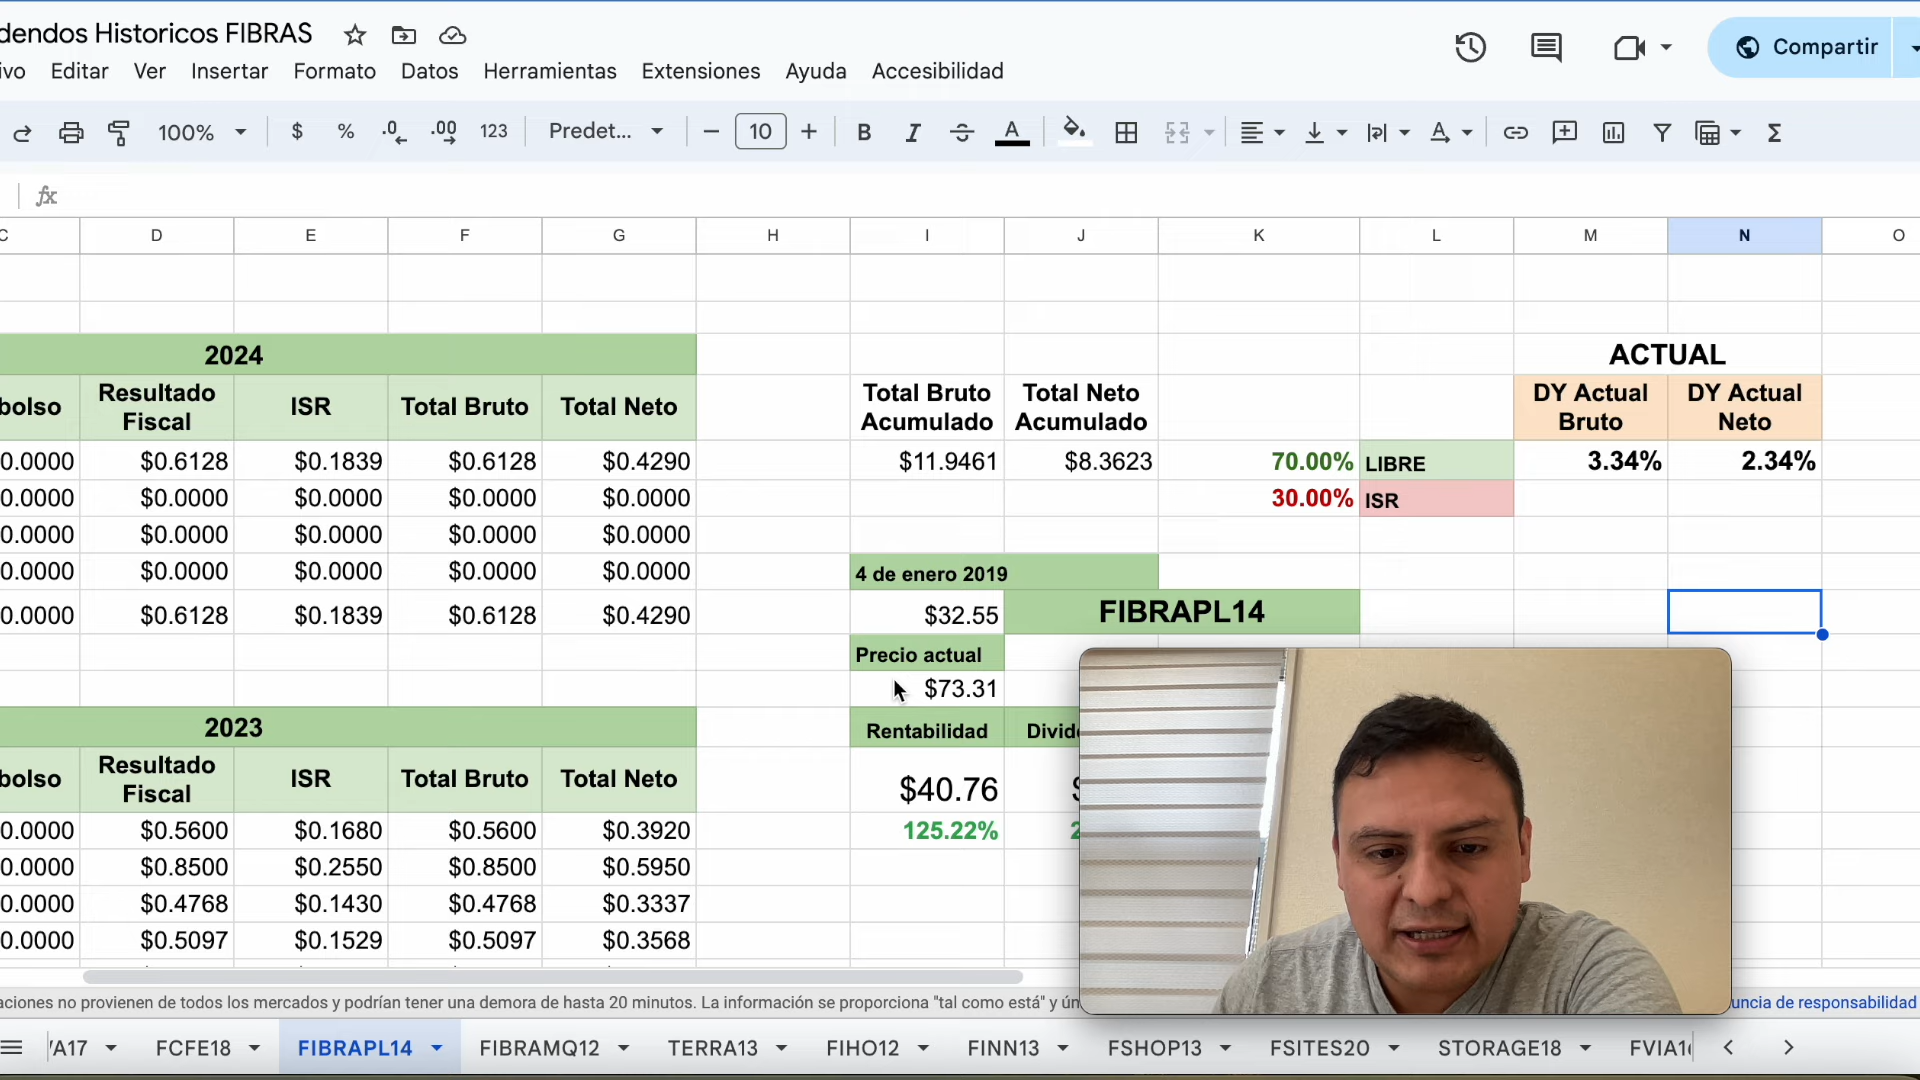 dendos Historicos FIBRAS
ivo Editar Ver Insertar Formato Datos Herramientas Extensiones Ayuda Accesibilidad
Compartir
100% $ % .0 .00 123 Predet... 10 B I A
fx
C D E F G H I J K L M N O
2024 ACTUAL
bolso Resultado Fiscal ISR Total Bruto Total Neto Total Bruto Acumulado Total Neto Acumulado DY Actual Bruto DY Actual Neto
0.0000 $0.6128 $0.1839 $0.6128 $0.4290 $11.9461 $8.3623 70.00% LIBRE 3.34% 2.34%
0.0000 $0.0000 $0.0000 $0.0000 $0.0000 30.00% ISR
0.0000 $0.0000 $0.0000 $0.0000 $0.0000
0.0000 $0.0000 $0.0000 $0.0000 $0.0000 4 de enero 2019
0.0000 $0.6128 $0.1839 $0.6128 $0.4290 $32.55 FIBRAPL14
Precio actual
$73.31
2023 Rentabilidad Divid
bolso Resultado Fiscal ISR Total Bruto Total Neto $40.76
0.0000 $0.5600 $0.1680 $0.5600 $0.3920 125.22% 2
0.0000 $0.8500 $0.2550 $0.8500 $0.5950
0.0000 $0.4768 $0.1430 $0.4768 $0.3337
0.0000 $0.5097 $0.1529 $0.5097 $0.3568
aciones no provienen de todos los mercados y podrían tener una demora de hasta 20 minutos. La información se proporciona "tal como está" y ún uncia de responsabilidad
/A17 FCFE18 FIBRAPL14 FIBRAMQ12 TERRA13 FIHO12 FINN13 FSHOP13 FSITES20 STORAGE18 FVIA1